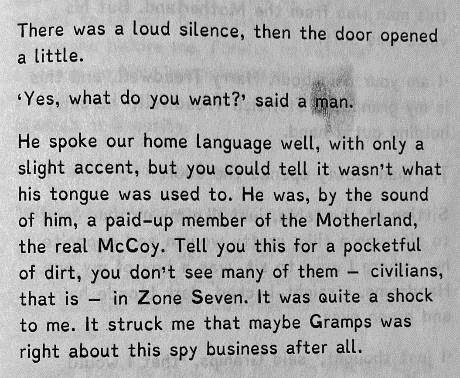 There was a loud silence, then the door opened
a little.
‘Yes, what do you want?’ said a man.
He spoke our home language well, with only a
slight accent, but you could tell it wasn’t what
his tongue was used to. He was, by the sound
of him, a paid-up member of the Motherland,
the real McCoy. Tell you this for a pocketful
of dirt, you don’t see many of them – civilians,
that is – in Zone Seven. It was quite a shock
to me. It struck me that maybe Gramps was
right about this spy business after all.